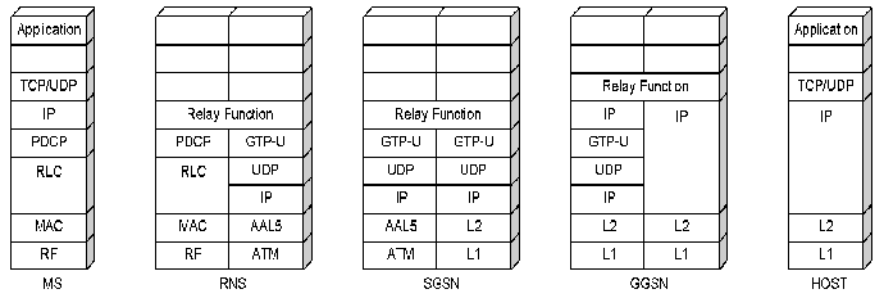 Application
TCP/UDP
IP
PDCP
RLC
MAC
RF
MS
Relay Function
PDCP GTP-U
RLC UDP
IP
MAC AAL5
RF ATM
RNS
Relay Function
GTP-U GTP-U
UDP UDP
IP IP
AAL5 L2
ATM L1
SGSN
Relay Function
IP IP
GTP-U
UDP
IP
L2 L2
L1 L1
GGSN
Application
TCP/UDP
IP
L2
L1
HOST